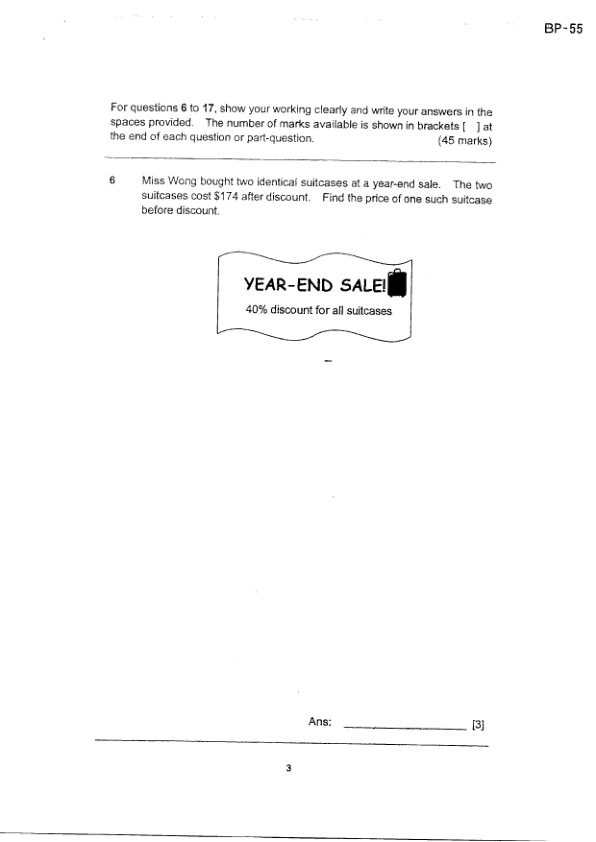 BP-55
For questions 6 to 17, show your working clearly and write your answers in the
spaces provided. The number of marks available is shown in brackets [ ] at
the end of each question or part-question. (45 marks)
6 Miss Wong bought two identical suitcases at a year-end sale. The two
suitcases cost $174 after discount. Find the price of one such suitcase
before discount.
YEAR-END SALE!
40% discount for all suitcases
Ans: ____________________ [3]
3